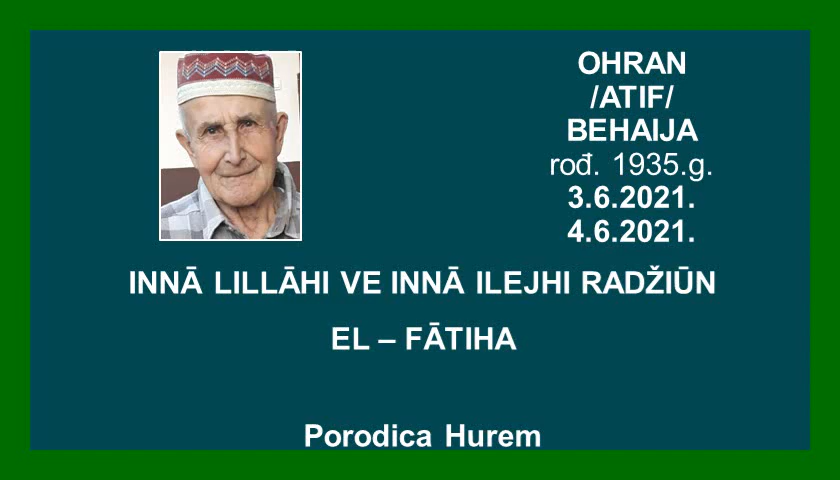 OHRAN
/ATIF/
BEHAIJA
rođ. 1935.g.
3.6.2021.
4.6.2021.
INNĀ LILLĀHI VE INNĀ ILEJHI RADŽIŪN
EL – FĀTIHA
Porodica Hurem